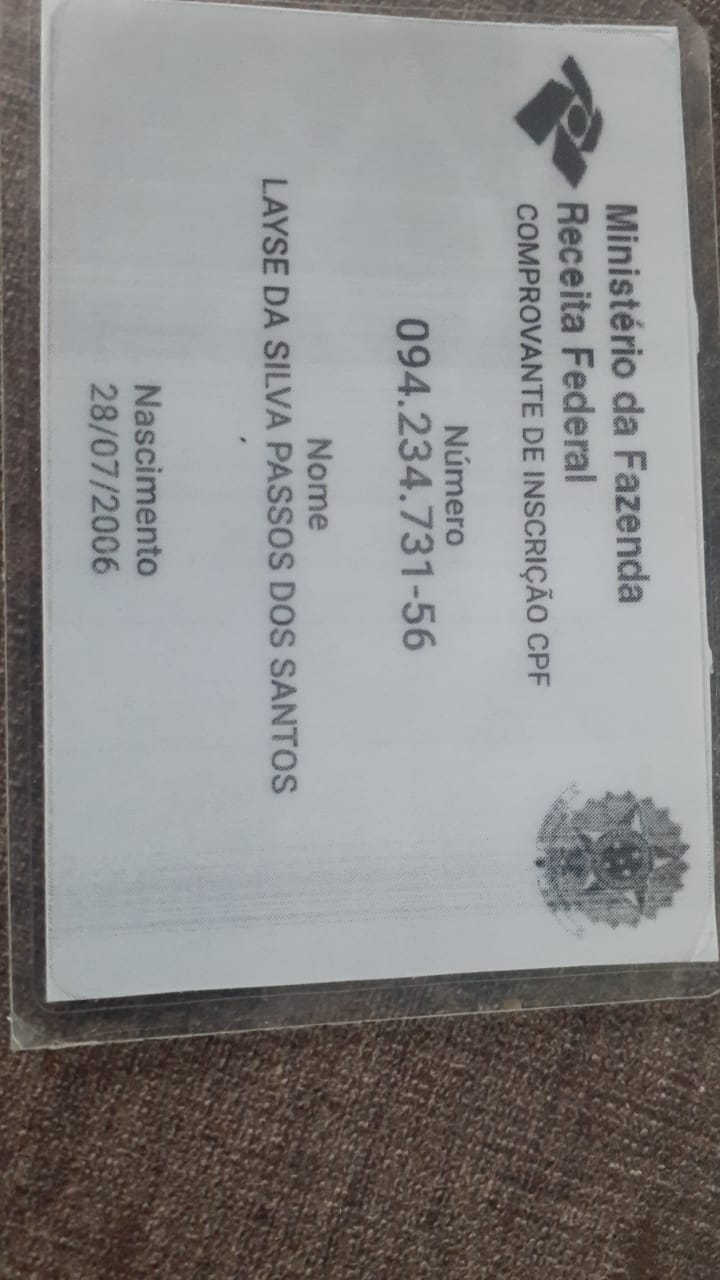 Ministério da Fazenda
Receita Federal
COMPROVANTE DE INSCRIÇÃO CPF
Número
094.234.731-56
Nome
LAYSE DA SILVA PASSOS DOS SANTOS
Nascimento
28/07/2006